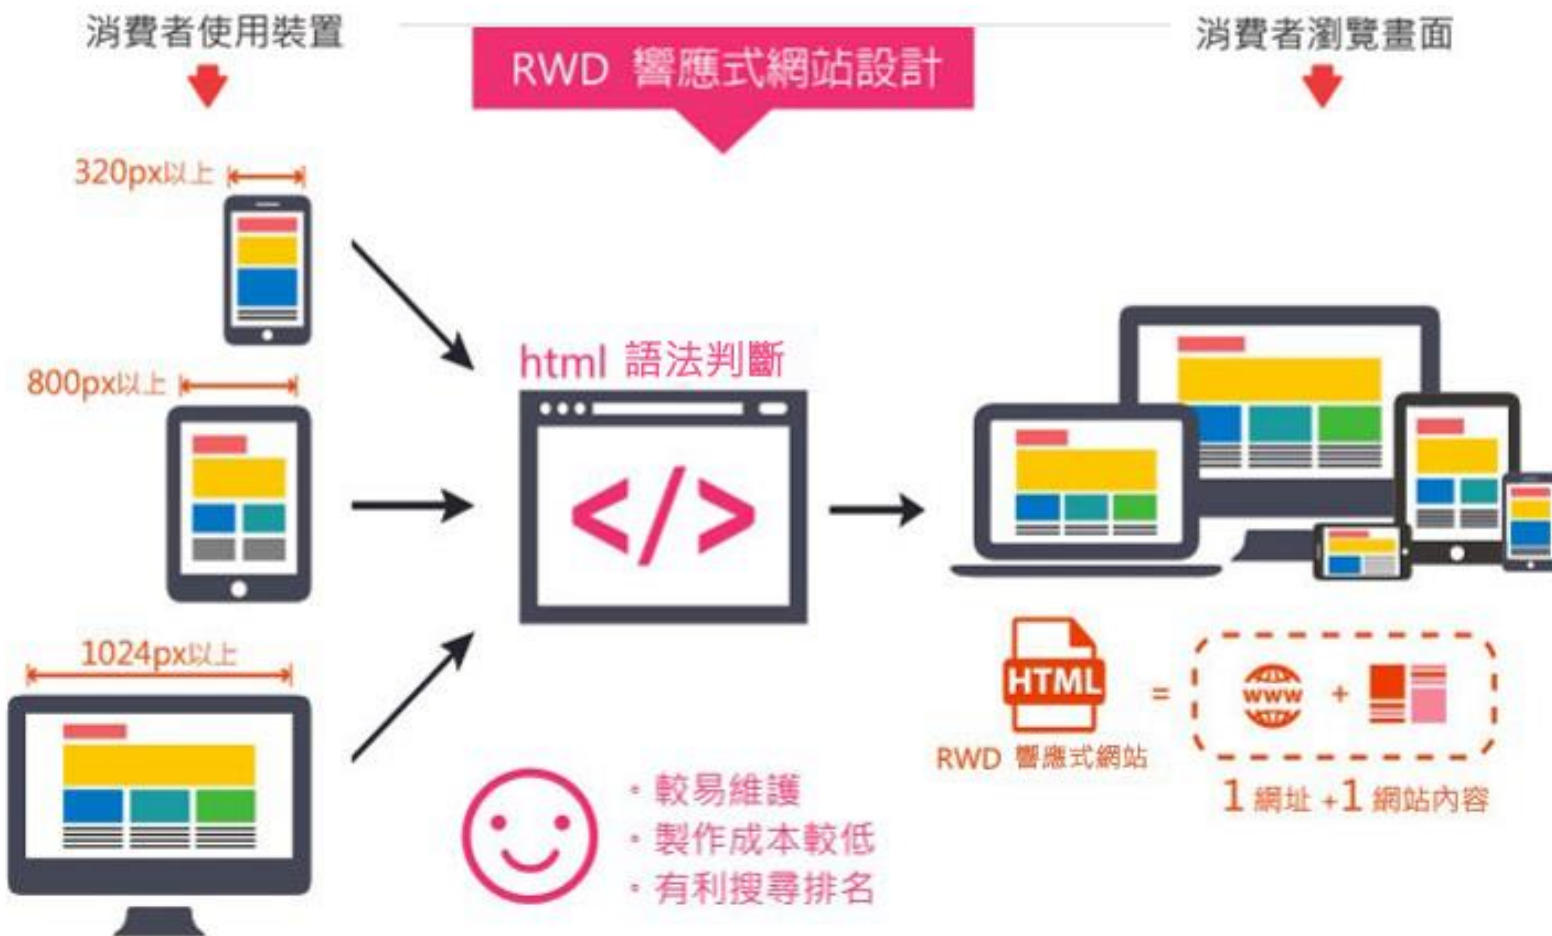 消費者使用裝置
RWD 響應式網站設計
消費者瀏覽畫面
320px以上
800px以上
1024px以上
html 語法判斷
</>
HTML
=
WWW
+
RWD 響應式網站
1 網址 +1 網站內容
• 較易維護
• 製作成本較低
• 有利搜尋排名